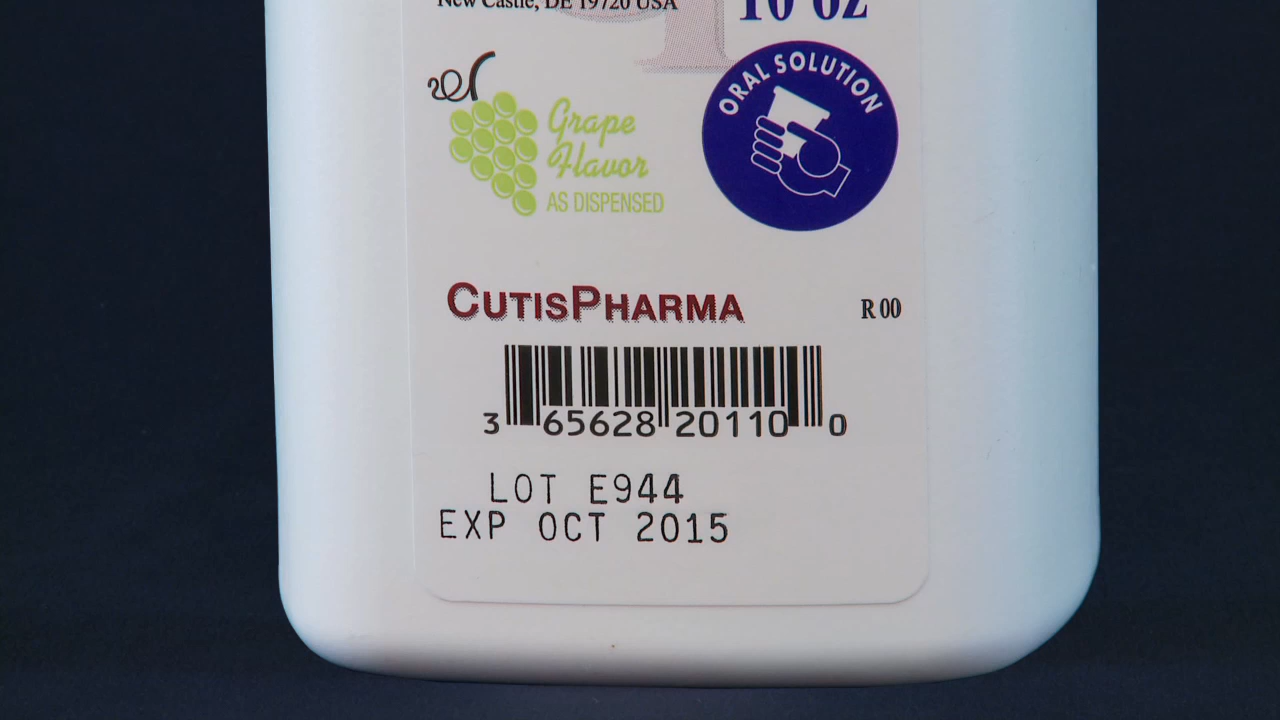 New Castle, DE 19720 USA
10 oz
ORAL SOLUTION
Grape
Flavor
AS DISPENSED
CUTISPHARMA
R 00
3 65628 20110 0
LOT E944
EXP OCT 2015